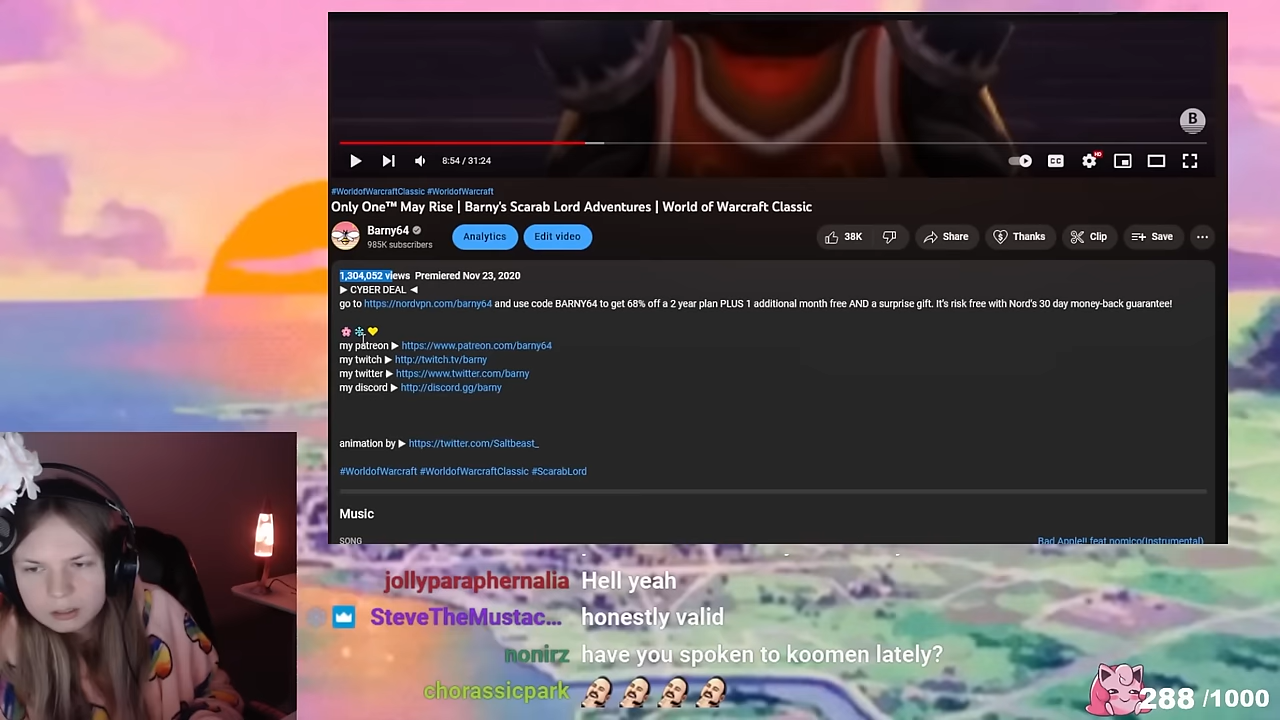 B
8:54 / 31:24
CC
HD
#WorldofWarcraftClassic #WorldofWarcraft
Only One™ May Rise | Barny's Scarab Lord Adventures | World of Warcraft Classic
Barny64
985K subscribers
Analytics
Edit video
38K
Share
Thanks
Clip
Save
1,304,052 views Premiered Nov 23, 2020
▶ CYBER DEAL ◀
go to https://nordvpn.com/barny64 and use code BARNY64 to get 68% off a 2 year plan PLUS 1 additional month free AND a surprise gift. It's risk free with Nord's 30 day money-back guarantee!
my patreon ▶ https://www.patreon.com/barny64
my twitch ▶ http://twitch.tv/barny
my twitter ▶ https://www.twitter.com/barny
my discord ▶ http://discord.gg/barny
animation by ▶ https://twitter.com/Saltbeast_
#WorldofWarcraft #WorldofWarcraftClassic #ScarabLord
Music
SONG
Bad Apple!! feat.nomico(Instrumental)
jollyparaphernalia Hell yeah
SteveTheMustac... honestly valid
nonirz have you spoken to koomen lately?
chorassicpark
288 /1000